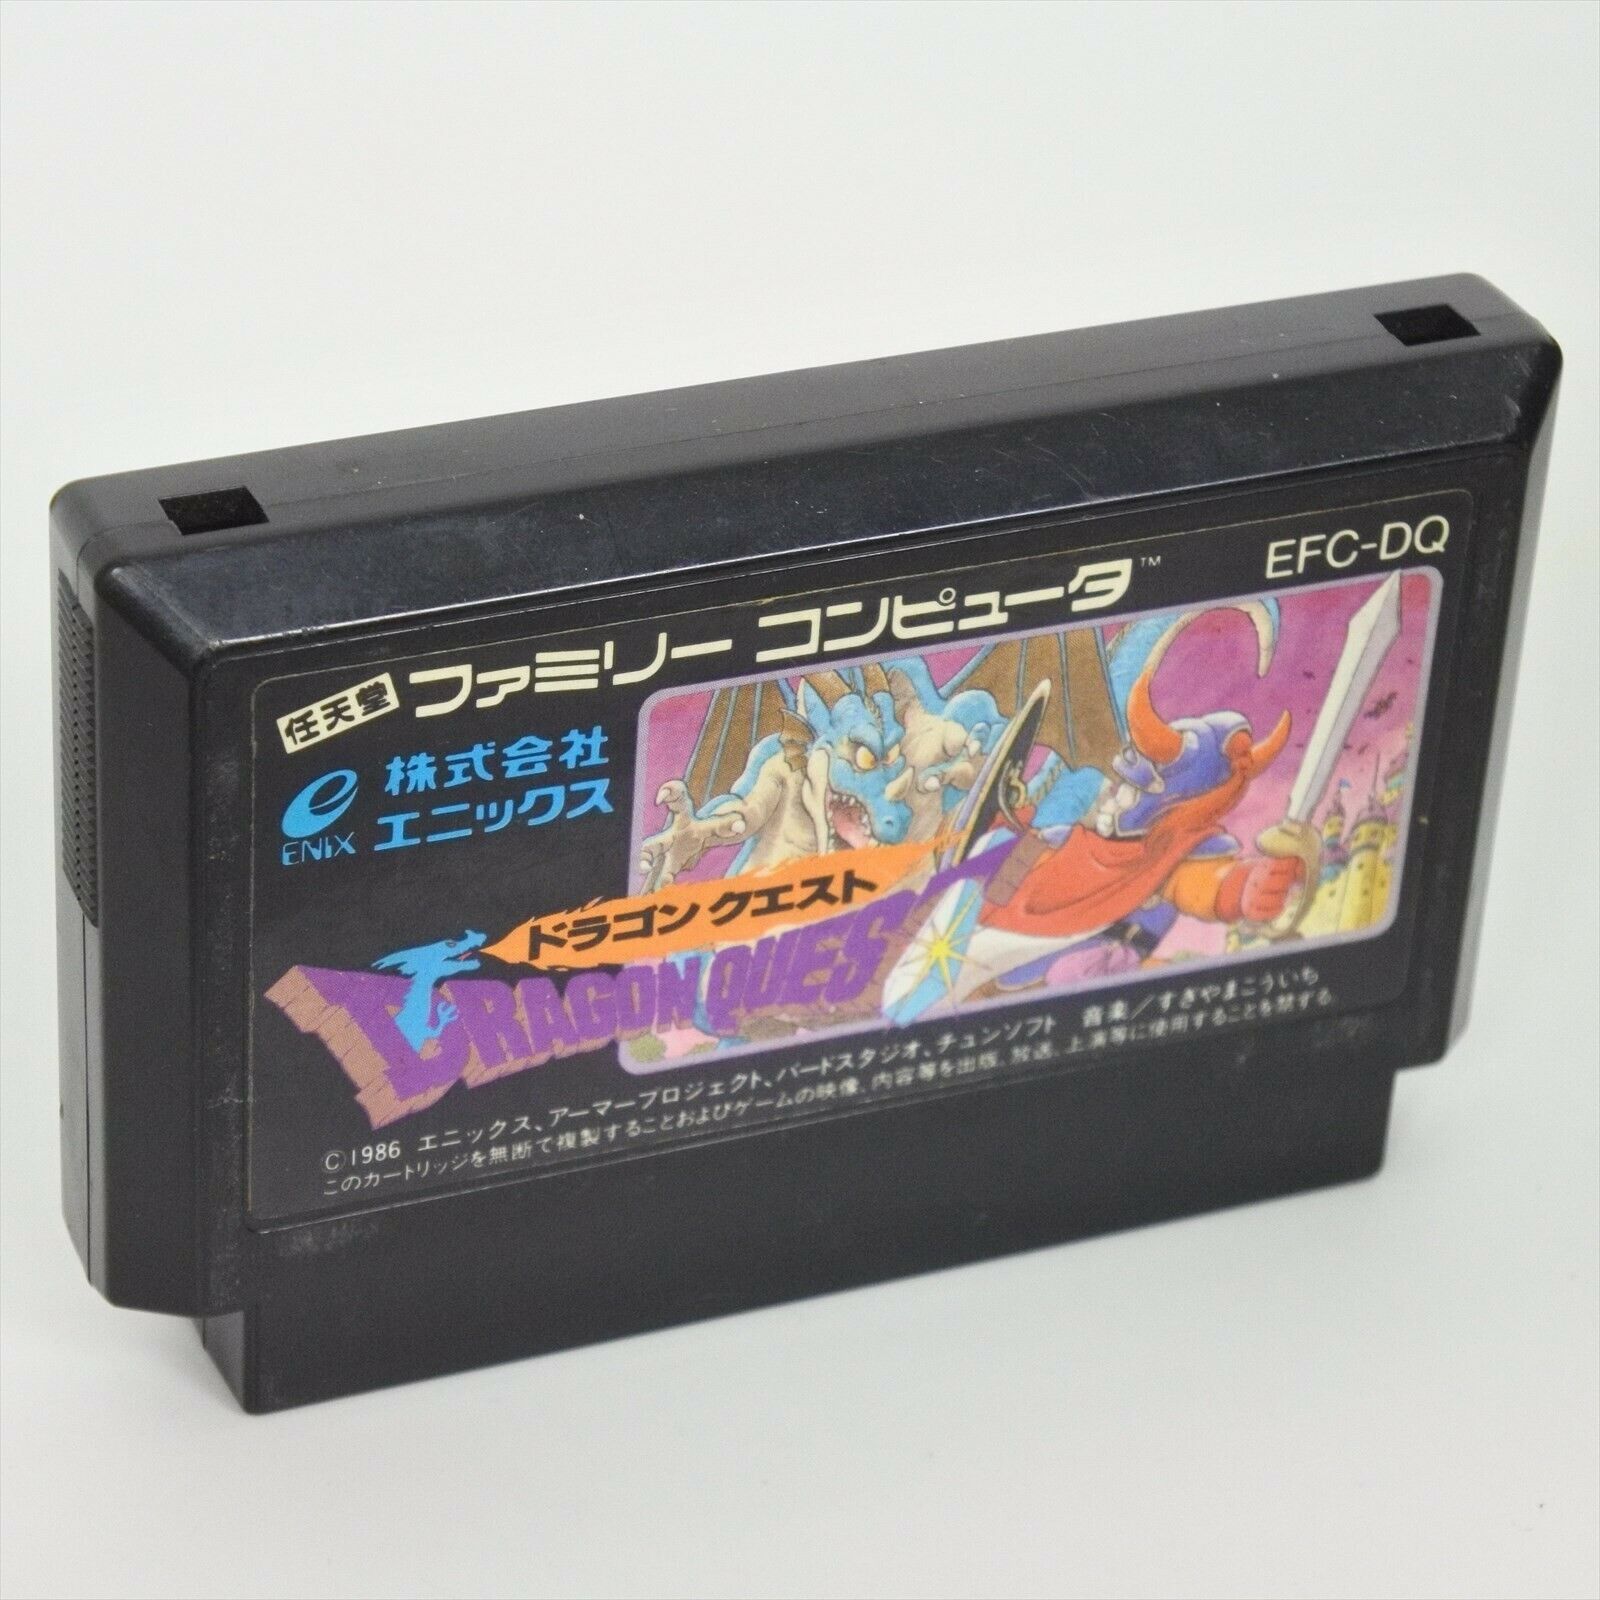 EFC-DQ
任天堂 ファミリー コンピュータ™
株式会社
エニックス
ENIX
ドラゴンクエスト
DRAGON QUEST
©1986 エニックス、アーマープロジェクト、バードスタジオ、チュンソフト 音楽/すぎやまこういち
このカートリッジを無断で複製することおよびゲームの映像、内容等を出版、放送、上演等に使用することを禁ずる。